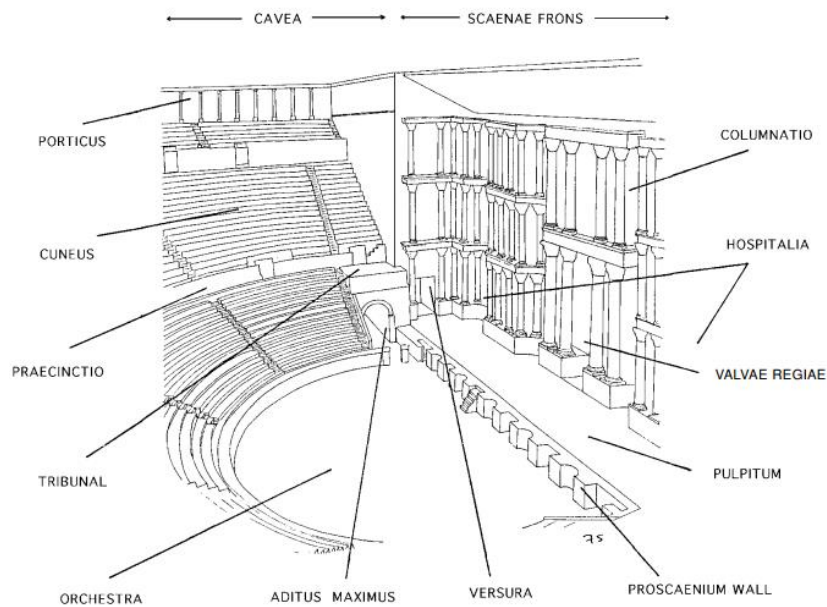 CAVEA
SCAENAE FRONS
PORTICUS
COLUMNATIO
CUNEUS
HOSPITALIA
PRAECINCTIO
VALVAE REGIAE
TRIBUNAL
PULPITUM
ORCHESTRA
ADITUS MAXIMUS
VERSURA
PROSCAENIUM WALL